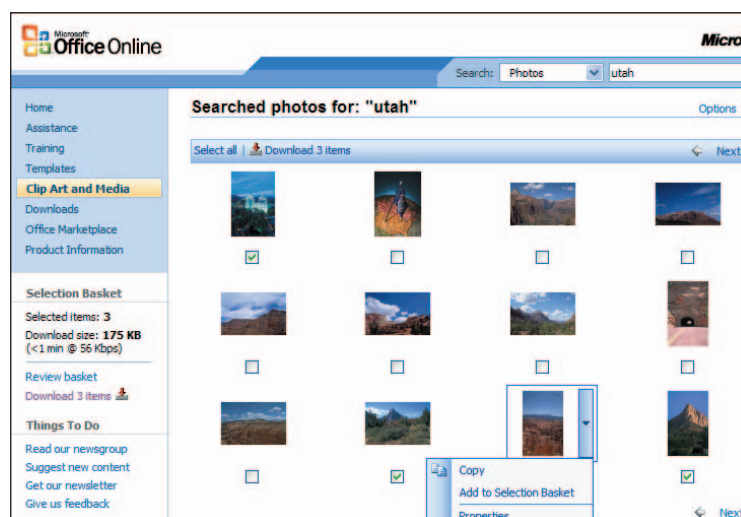 Microsoft
Office Online
Micro
Search: Photos utah
Home
Assistance
Training
Templates
Clip Art and Media
Downloads
Office Marketplace
Product Information
Searched photos for: "utah"
Options
Select all | Download 3 items
Next
Selection Basket
Selected items: 3
Download size: 175 KB
(<1 min @ 56 Kbps)
Review basket
Download 3 items
Things To Do
Read our newsgroup
Suggest new content
Get our newsletter
Give us feedback
Copy
Add to Selection Basket
Properties
Next